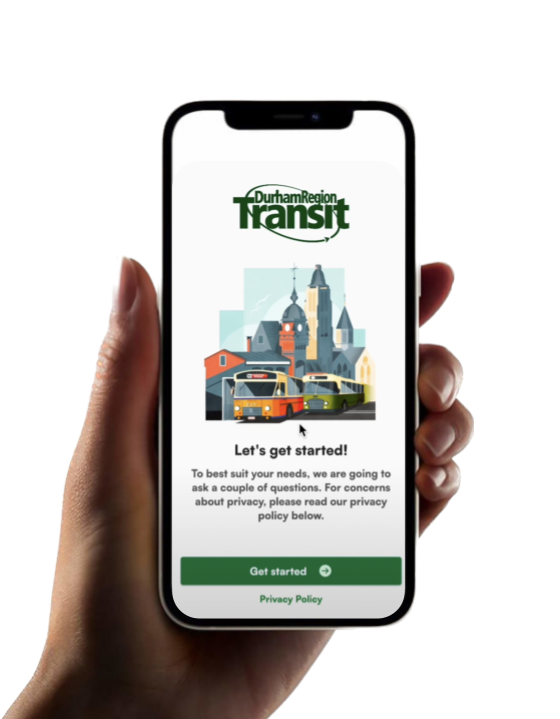 DurhamRegion
Transit
Let's get started!
To best suit your needs, we are going to
ask a couple of questions. For concerns
about privacy, please read our privacy
policy below.
Get started
Privacy Policy